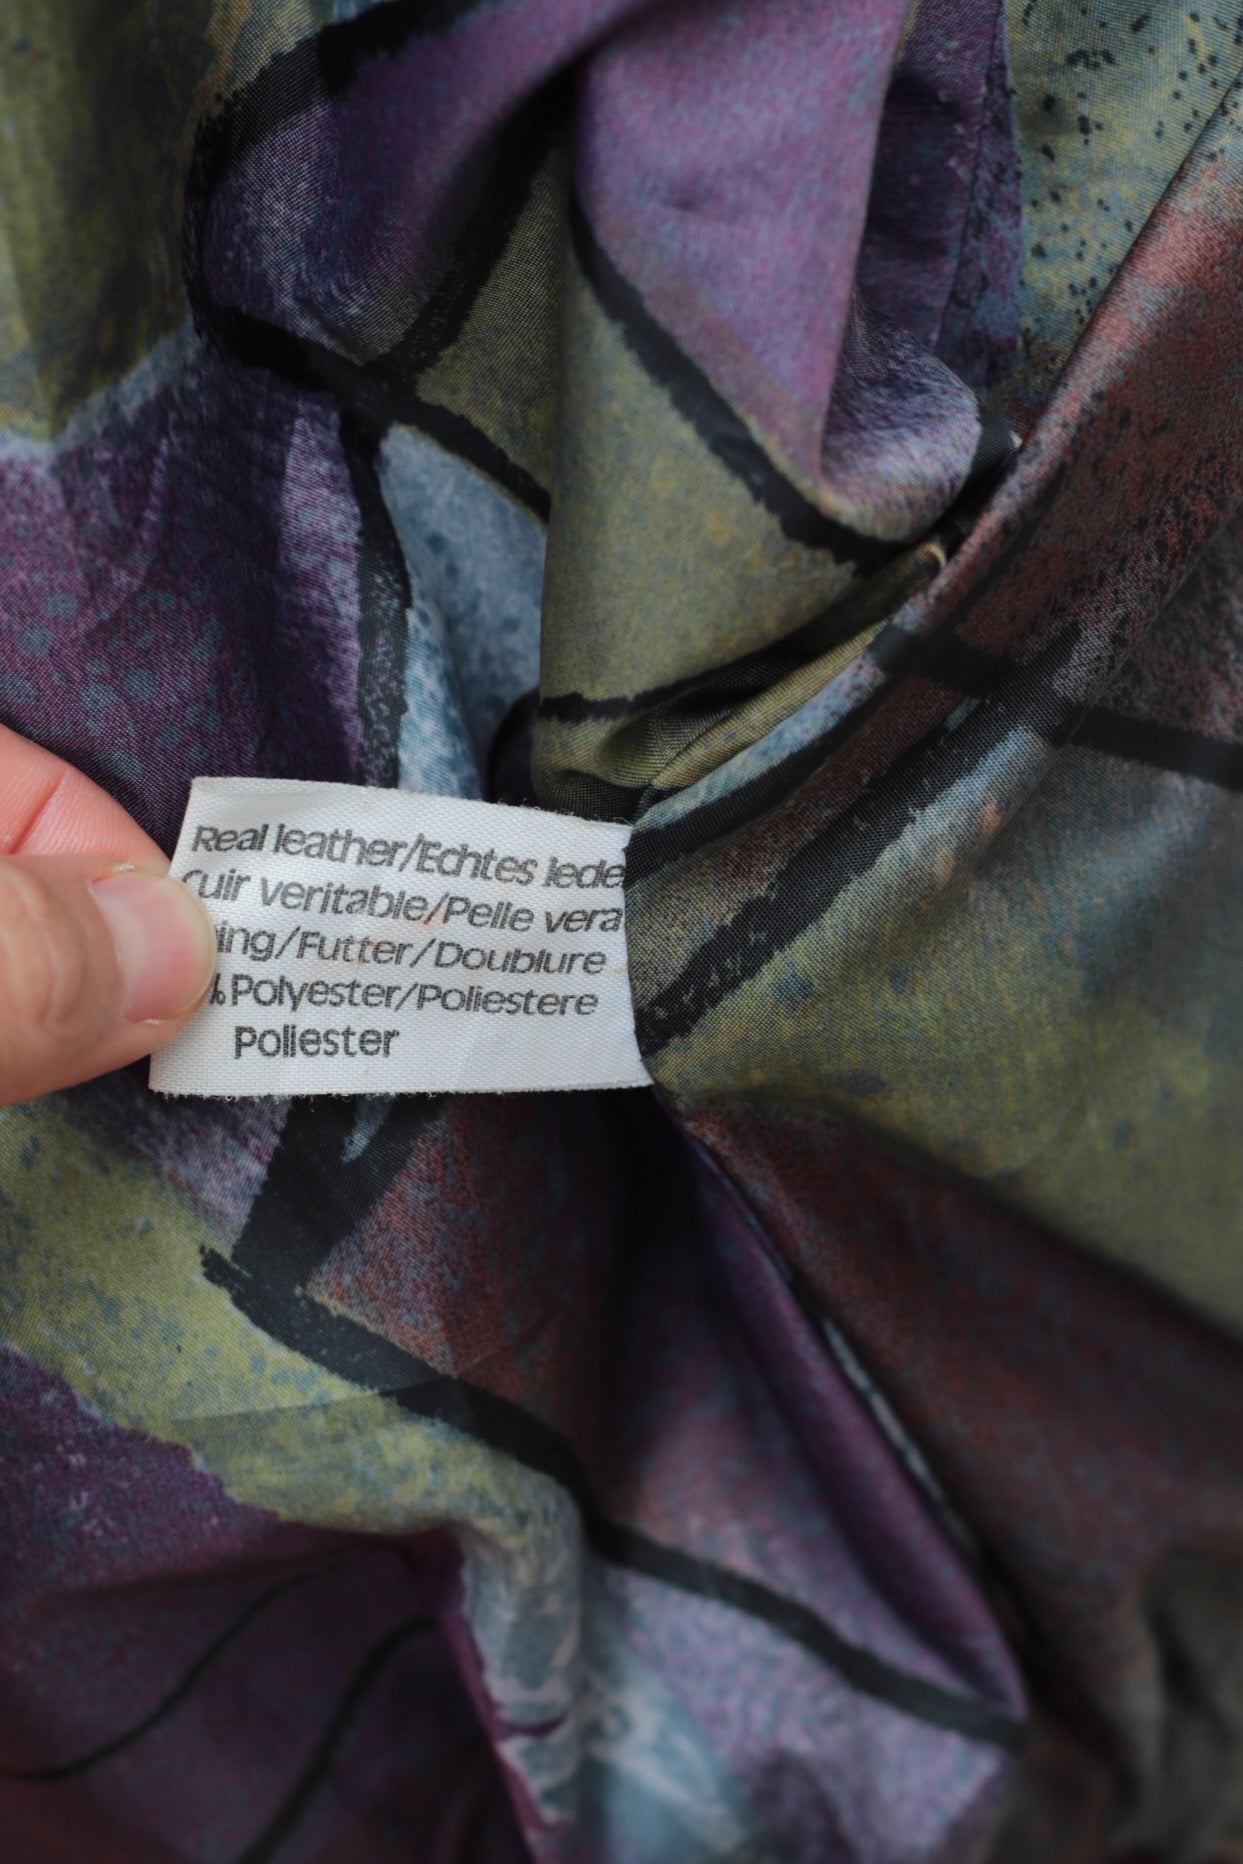 Real leather/Echtes lede
cuir veritable/Pelle vera
ing/Futter/Doublure
% Polyester/Poliestere
Poliester